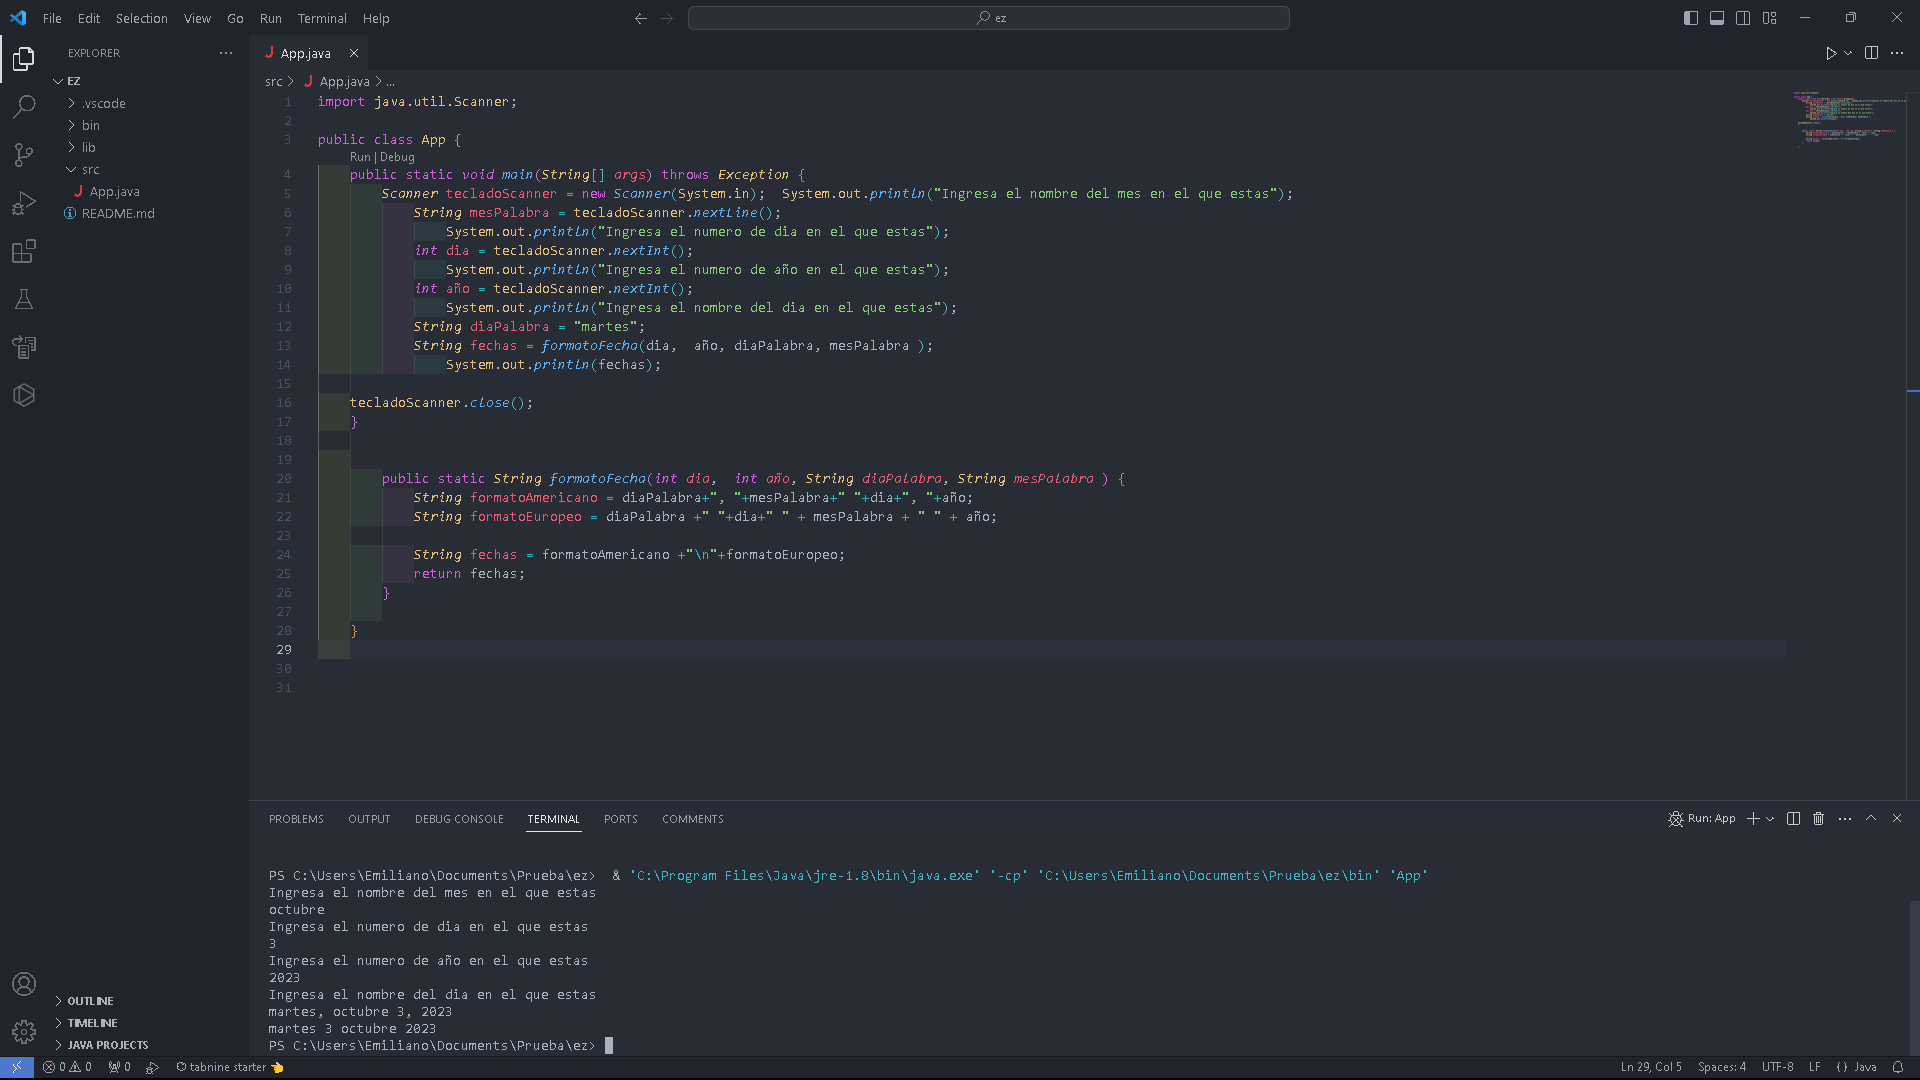 File Edit Selection View Go Run Terminal Help
ez
EXPLORER
EZ
.vscode
bin
lib
src
App.java
README.md
OUTLINE
TIMELINE
JAVA PROJECTS
App.java
src > App.java > ...
1 import java.util.Scanner;
2
3 public class App {
Run | Debug
4 public static void main(String[] args) throws Exception {
5 Scanner tecladoScanner = new Scanner(System.in);  System.out.println("Ingresa el nombre del mes en el que estas");
6 String mesPalabra = tecladoScanner.nextLine();
7 System.out.println("Ingresa el numero de dia en el que estas");
8 int dia = tecladoScanner.nextInt();
9 System.out.println("Ingresa el numero de año en el que estas");
10 int año = tecladoScanner.nextInt();
11 System.out.println("Ingresa el nombre del dia en el que estas");
12 String diaPalabra = "martes";
13 String fechas = formatoFecha(dia,  año, diaPalabra, mesPalabra );
14 System.out.println(fechas);
15
16 tecladoScanner.close();
17 }
18
19
20 public static String formatoFecha(int dia,  int año, String diaPalabra, String mesPalabra ) {
21 String formatoAmericano = diaPalabra+", "+mesPalabra+" "+dia+", "+año;
22 String formatoEuropeo = diaPalabra +" "+dia+" " + mesPalabra + " " + año;
23
24 String fechas = formatoAmericano +"\n"+formatoEuropeo;
25 return fechas;
26 }
27
28 }
29
30
31
PROBLEMS OUTPUT DEBUG CONSOLE TERMINAL PORTS COMMENTS
Run: App
PS C:\Users\Emiliano\Documents\Prueba\ez>  & 'C:\Program Files\Java\jre-1.8\bin\java.exe' '-cp' 'C:\Users\Emiliano\Documents\Prueba\ez\bin' 'App'
Ingresa el nombre del mes en el que estas
octubre
Ingresa el numero de dia en el que estas
3
Ingresa el numero de año en el que estas
2023
Ingresa el nombre del dia en el que estas
martes, octubre 3, 2023
martes 3 octubre 2023
PS C:\Users\Emiliano\Documents\Prueba\ez>
0 0 0 tabnine starter Ln 29, Col 5 Spaces: 4 UTF-8 LF {} Java